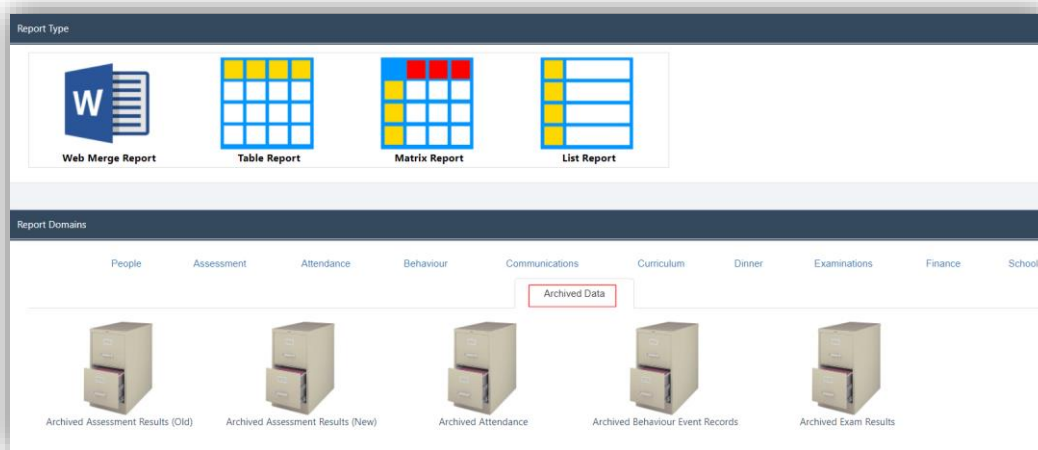 Report Type
W
Web Merge Report Table Report Matrix Report List Report
Report Domains
People Assessment Attendance Behaviour Communications Curriculum Dinner Examinations Finance School
Archived Data
Archived Assessment Results (Old) Archived Assessment Results (New) Archived Attendance Archived Behaviour Event Records Archived Exam Results